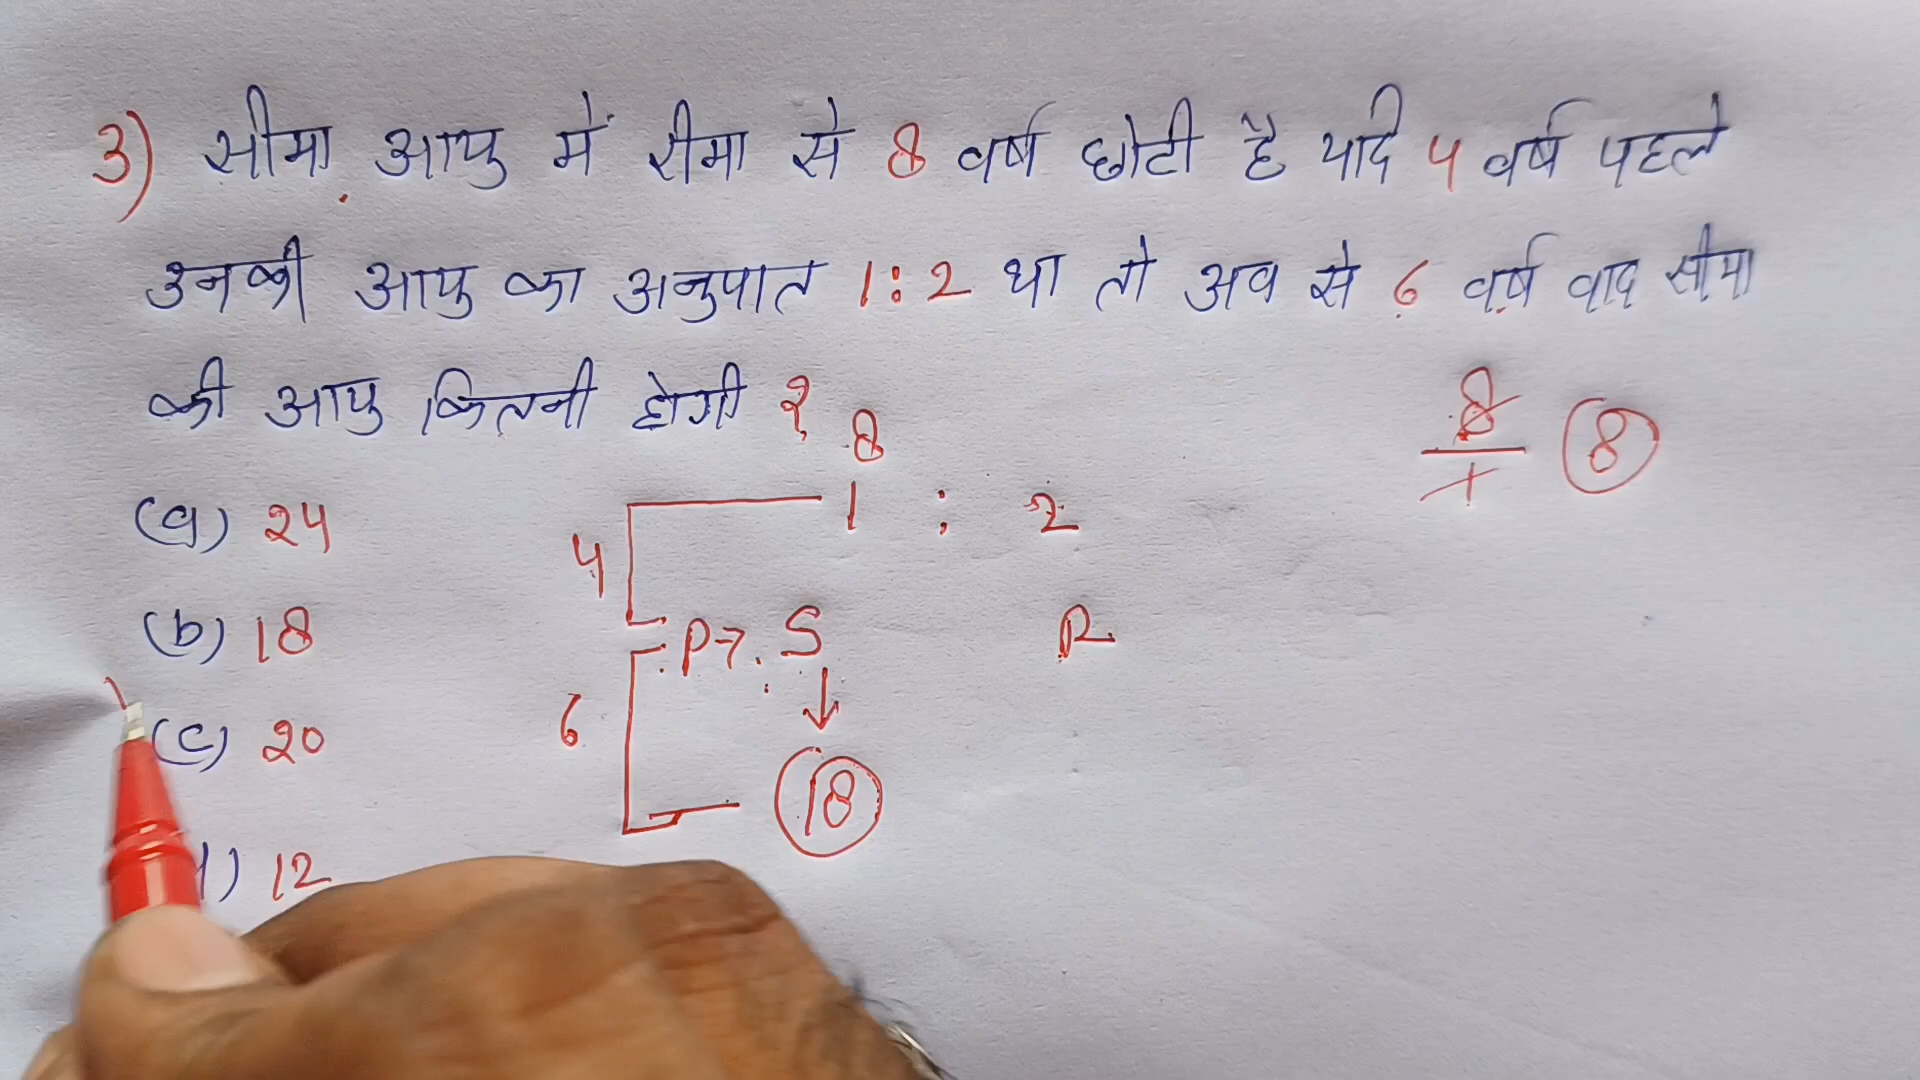 3) सीमा आयु में रीमा से 8 वर्ष छोटी है यदि 4 वर्ष पहले
उनकी आयु का अनुपात 1:2 था तो अब से 6 वर्ष बाद सीमा
की आयु कितनी होगी ?
8/1 8
8
1 : 2
(a) 24
4
(b) 18
P→ S R
6
(c) 20
18
d) 12